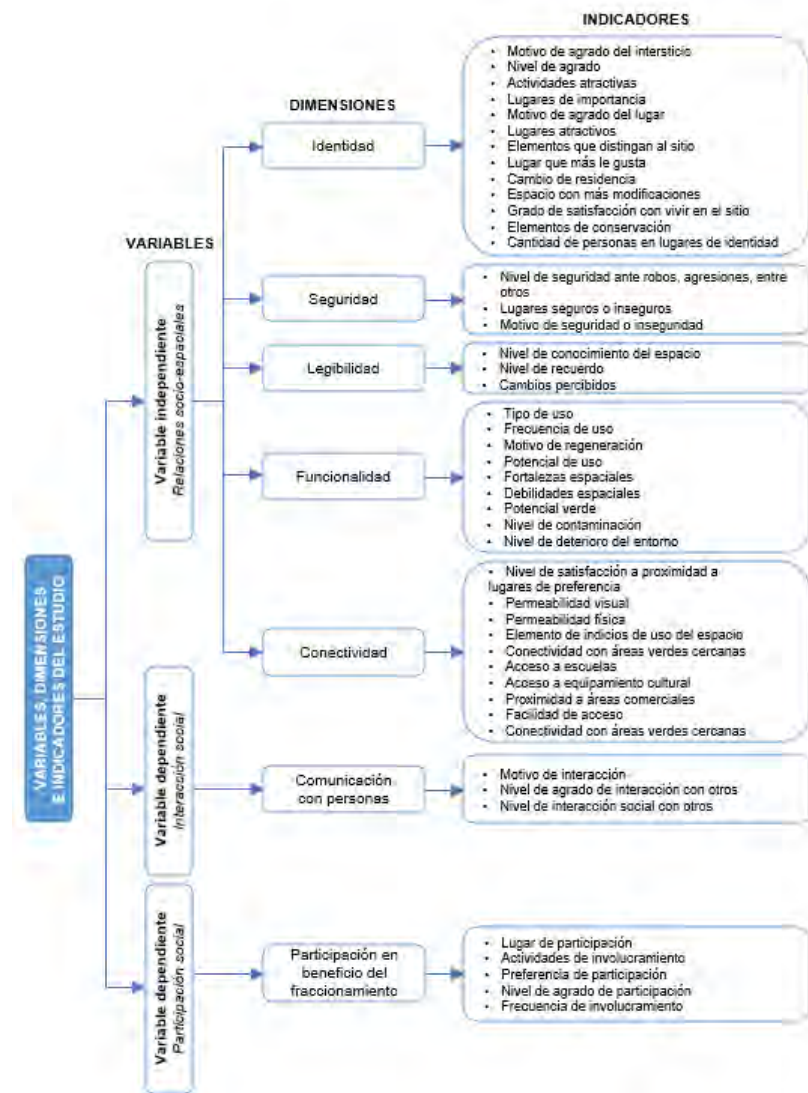 INDICADORES
DIMENSIONES
VARIABLES
VARIABLES, DIMENSIONES
E INDICADORES DEL ESTUDIO
Variable independiente
Relaciones socio-espaciales
Identidad
• Motivo de agrado del intersticio
• Nivel de agrado
• Actividades atractivas
• Lugares de importancia
• Motivo de agrado del lugar
• Lugares atractivos
• Elementos que distingan al sitio
• Lugar que más le gusta
• Cambio de residencia
• Espacio con más modificaciones
• Grado de satisfacción con vivir en el sitio
• Elementos de conservación
• Cantidad de personas en lugares de identidad
Seguridad
• Nivel de seguridad ante robos, agresiones, entre
otros
• Lugares seguros o inseguros
• Motivo de seguridad o inseguridad
Legibilidad
• Nivel de conocimiento del espacio
• Nivel de recuerdo
• Cambios percibidos
Funcionalidad
• Tipo de uso
• Frecuencia de uso
• Motivo de regeneración
• Potencial de uso
• Fortalezas espaciales
• Debilidades espaciales
• Potencial verde
• Nivel de contaminación
• Nivel de deterioro del entorno
Conectividad
• Nivel de satisfacción a proximidad a
lugares de preferencia
• Permeabilidad visual
• Permeabilidad física
• Elemento de indicios de uso del espacio
• Conectividad con áreas verdes cercanas
• Acceso a escuelas
• Acceso a equipamiento cultural
• Proximidad a áreas comerciales
• Facilidad de acceso
• Conectividad con áreas verdes cercanas
Variable dependiente
Interacción social
Comunicación
con personas
• Motivo de interacción
• Nivel de agrado de interacción con otros
• Nivel de interacción social con otros
Variable dependiente
Participación social
Participación en
beneficio del
fraccionamiento
• Lugar de participación
• Actividades de involucramiento
• Preferencia de participación
• Nivel de agrado de participación
• Frecuencia de involucramiento